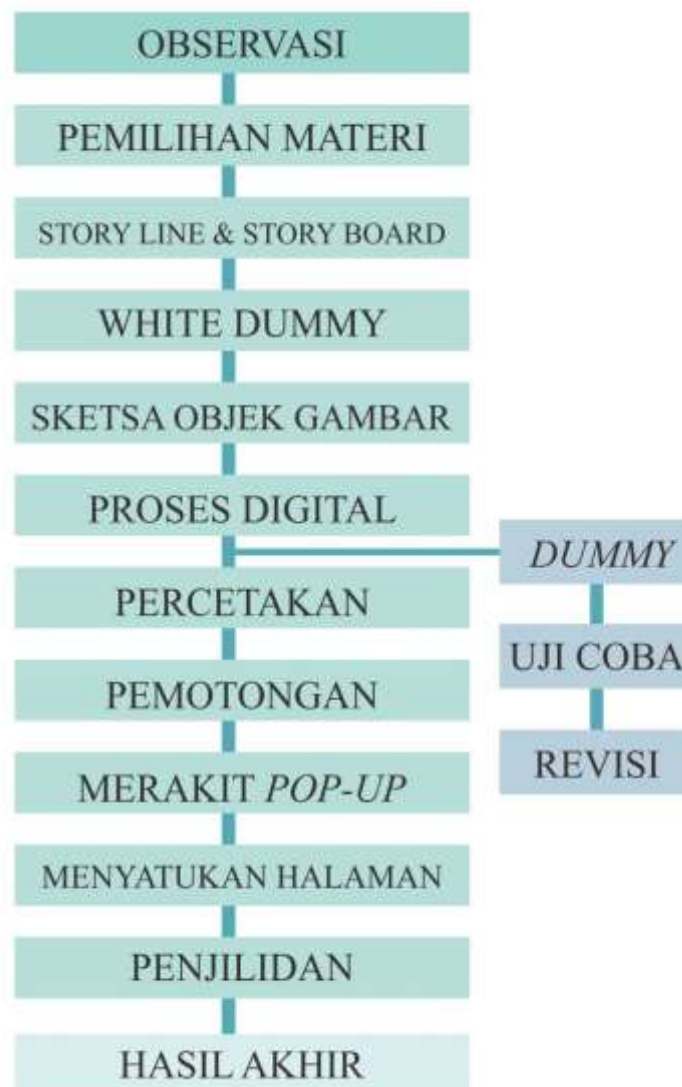 OBSERVASI
PEMILIHAN MATERI
STORY LINE & STORY BOARD
WHITE DUMMY
SKETSA OBJEK GAMBAR
PROSES DIGITAL
DUMMY
PERCETAKAN
UJI COBA
PEMOTONGAN
REVISI
MERAKIT POP-UP
MENYATUKAN HALAMAN
PENJILIDAN
HASIL AKHIR